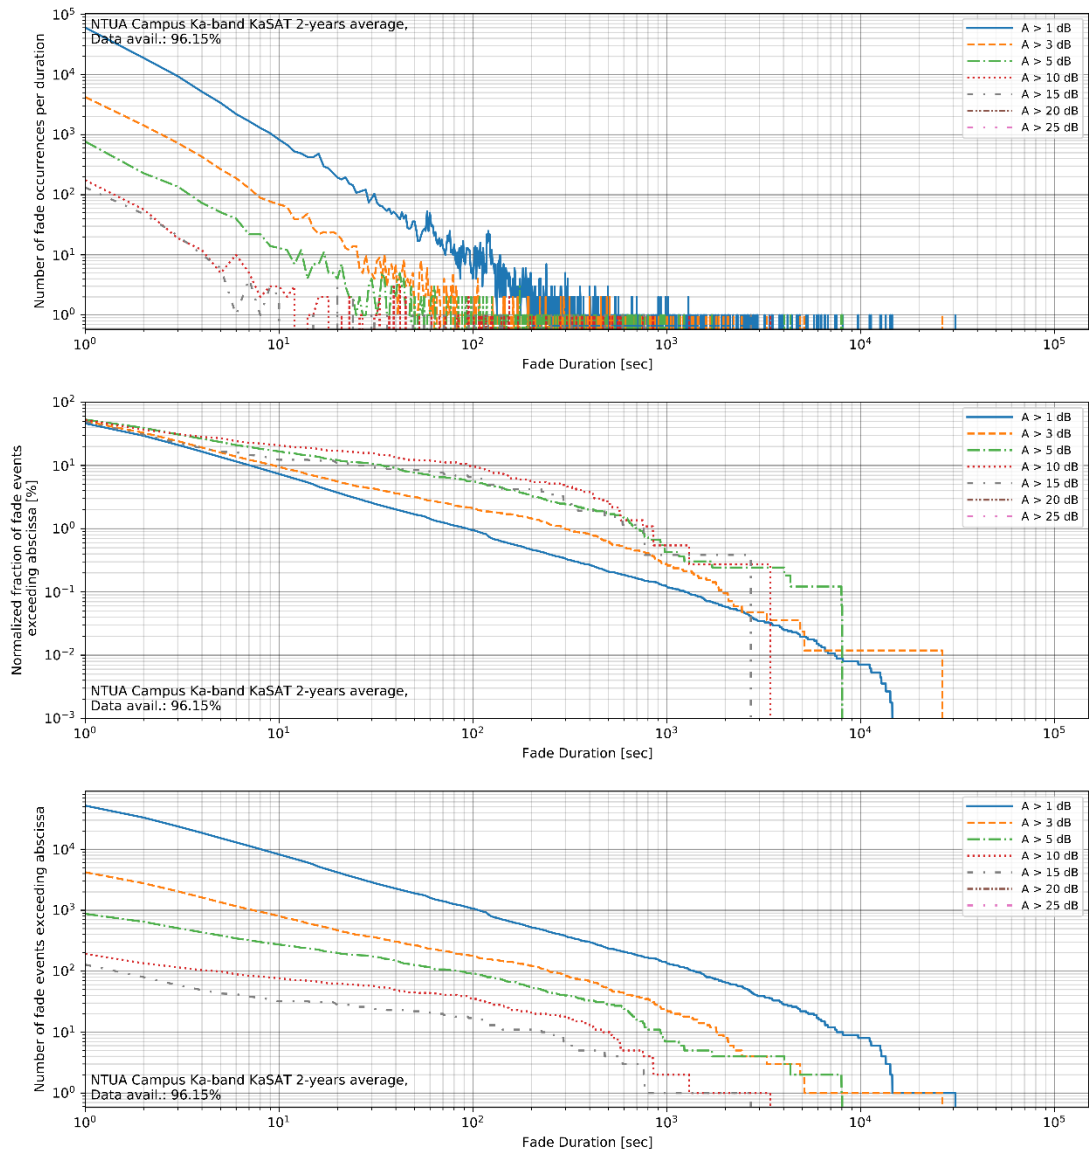 NTUA Campus Ka-band KaSAT 2-years average,
Data avail.: 96.15%
A > 1 dB
A > 3 dB
A > 5 dB
A > 10 dB
A > 15 dB
A > 20 dB
A > 25 dB
Number of fade occurrences per duration
10^5
10^4
10^3
10^2
10^1
10^0
10^0 10^1 10^2 10^3 10^4 10^5
Fade Duration [sec]
A > 1 dB
A > 3 dB
A > 5 dB
A > 10 dB
A > 15 dB
A > 20 dB
A > 25 dB
Normalized fraction of fade events
exceeding abscissa [%]
10^2
10^1
10^0
10^-1
10^-2
10^-3
NTUA Campus Ka-band KaSAT 2-years average,
Data avail.: 96.15%
10^0 10^1 10^2 10^3 10^4 10^5
Fade Duration [sec]
A > 1 dB
A > 3 dB
A > 5 dB
A > 10 dB
A > 15 dB
A > 20 dB
A > 25 dB
Number of fade events exceeding abscissa
10^4
10^3
10^2
10^1
10^0
NTUA Campus Ka-band KaSAT 2-years average,
Data avail.: 96.15%
10^0 10^1 10^2 10^3 10^4 10^5
Fade Duration [sec]